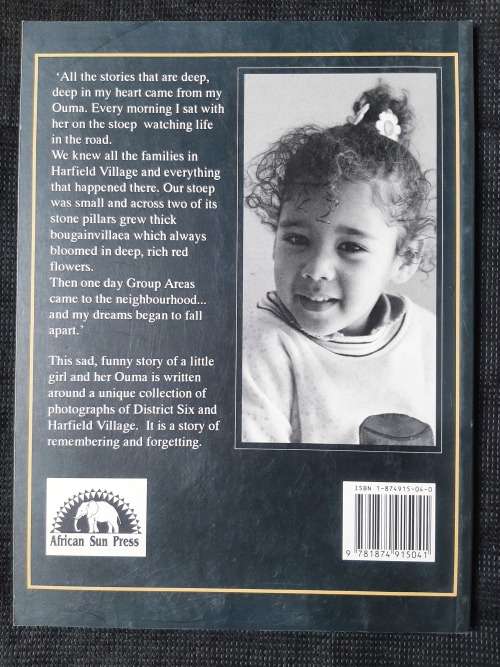 ‘All the stories that are deep,
deep in my heart came from my
Ouma. Every morning I sat with
her on the stoep watching life
in the road.
We knew all the families in
Harfield Village and everything
that happened there. Our stoep
was small and across two of its
stone pillars grew thick
bougainvillaea which always
bloomed in deep, rich red
flowers.
Then one day Group Areas
came to the neighbourhood...
and my dreams began to fall
apart.’
This sad, funny story of a little
girl and her Ouma is written
around a unique collection of
photographs of District Six and
Harfield Village. It is a story of
remembering and forgetting.
African Sun Press
ISBN 1-874915-04-0
9 781874 915041